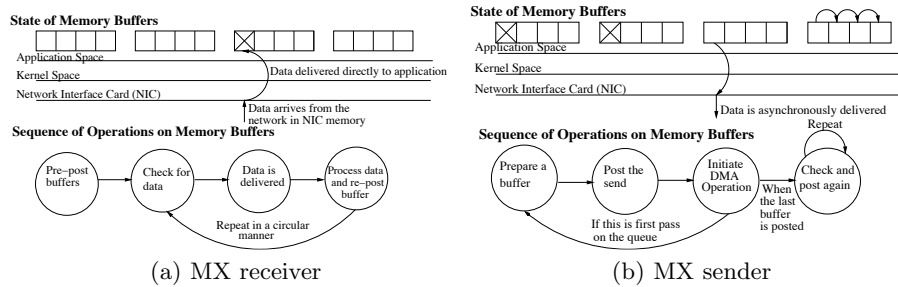 State of Memory Buffers
Application Space
Kernel Space
Data delivered directly to application
Network Interface Card (NIC)
Data arrives from the
network in NIC memory
Sequence of Operations on Memory Buffers
Pre-post
buffers
Check for
data
Data is
delivered
Process data
and re-post
buffer
Repeat in a circular
manner
(a) MX receiver
State of Memory Buffers
Application Space
Kernel Space
Network Interface Card (NIC)
Data is asynchronously delivered
Sequence of Operations on Memory Buffers
Repeat
Prepare a
buffer
Post the
send
Initiate
DMA
Operation
When
the last
buffer
is posted
Check and
post again
If this is first pass
on the queue
(b) MX sender